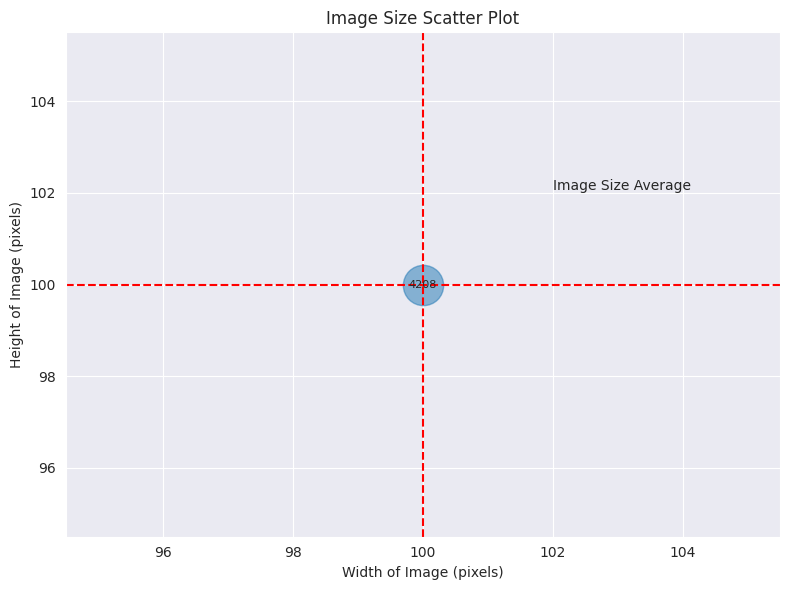 Image Size Scatter Plot
104
102
100
98
96
Image Size Average
4208
96 98 100 102 104
Height of Image (pixels)
Width of Image (pixels)